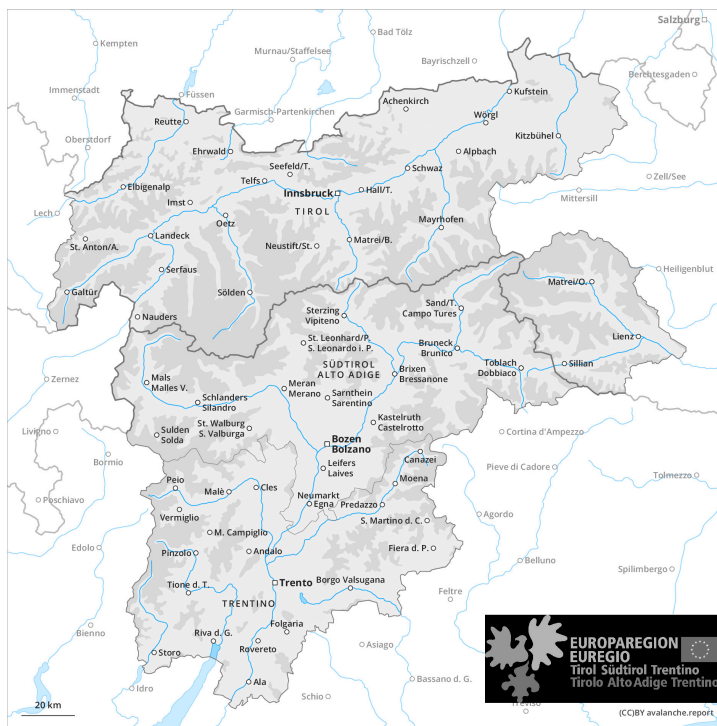 Salzburg
Kempten
Bad Tölz
Murnau/Staffelsee
Bayrischzell
Berchtesgaden
Immenstadt
Füssen
Achenkirch
Kufstein
Garmisch-Partenkirchen
Reutte
Wörgl
Oberstdorf
Ehrwald
Kitzbühel
Alpbach
Seefeld/T.
Schwaz
Zell/See
Telfs
Elbigenalp
Innsbruck
Hall/T.
Mittersill
Imst
TIROL
Lech
Oetz
Mayrhofen
Landeck
Neustift/St.
Matrei/B.
St. Anton/A.
Serfaus
Heiligenblut
Galtür
Sölden
Matrei/O.
Nauders
Sterzing
Vipiteno
Sand/T.
Campo Tures
Lienz
St. Leonhard/P.
S. Leonardo i. P.
Bruneck
Brunico
Sillian
SÜDTIROL
ALTO ADIGE
Toblach
Dobbiaco
Brixen
Bressanone
Zernez
Mals
Malles V.
Meran
Merano
Schlanders
Silandro
Sarnthein
Sarentino
St. Walburg
S. Valburga
Kastelruth
Castelrotto
Livigno
Sulden
Solda
Cortina d'Ampezzo
Bozen
Bolzano
Bormio
Canazei
Leifers
Laives
Pieve di Cadore
Tolmezzo
Peio
Moena
Malè
Cles
Poschiavo
Neumarkt
Egna
Predazzo
Vermiglio
Agordo
S. Martino d. C.
M. Campiglio
Edolo
Pinzolo
Andalo
Fiera d. P.
Belluno
Spilimbergo
Tione d. T.
Trento
Borgo Valsugana
Feltre
TRENTINO
Folgaria
Bienno
Riva d. G.
Rovereto
Asiago
Storo
Ala
Idro
Schio
Bassano d. G.
Treviso
EUROPAREGION
EUREGIO
Tirol Südtirol Trentino
Tirolo Alto Adige Trentino
20 km
(CC)BY avalanche.report